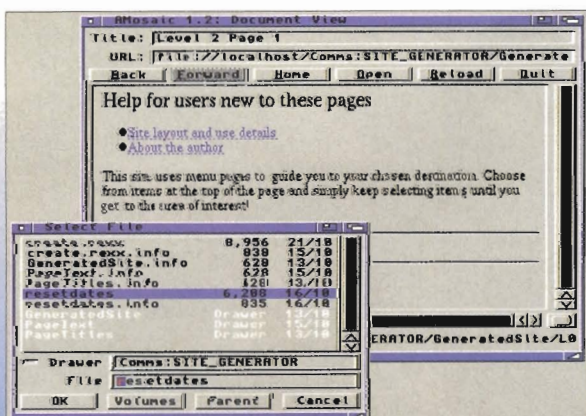 AMosaic 1.2: Document View
Title: Level 2 Page 1
URL: file://localhost/Comms:SITE_GENERATOR/Generate
Back Forward Home Open Reload Quit
Help for users new to these pages
Site layout and use details
About the author
This site uses menu pages to guide you to your chosen destination. Choose
from items at the top of the page and simply keep selecting items until you
get to the area of interest!
ERATOR/GeneratedSite/L0
Select File
create.rexx 8,956 21/10
create.rexx.info 838 15/10
GeneratedSite.info 628 13/10
PageText.info 628 15/10
PageTitles.info 628 13/10
resetdates 6,288 16/10
resetdates.info 835 16/10
GeneratedSite Drawer 13/10
PageText Drawer 15/10
PageTitles Drawer 13/10
Drawer Comms:SITE_GENERATOR
File resetdates
OK Volumes Parent Cancel